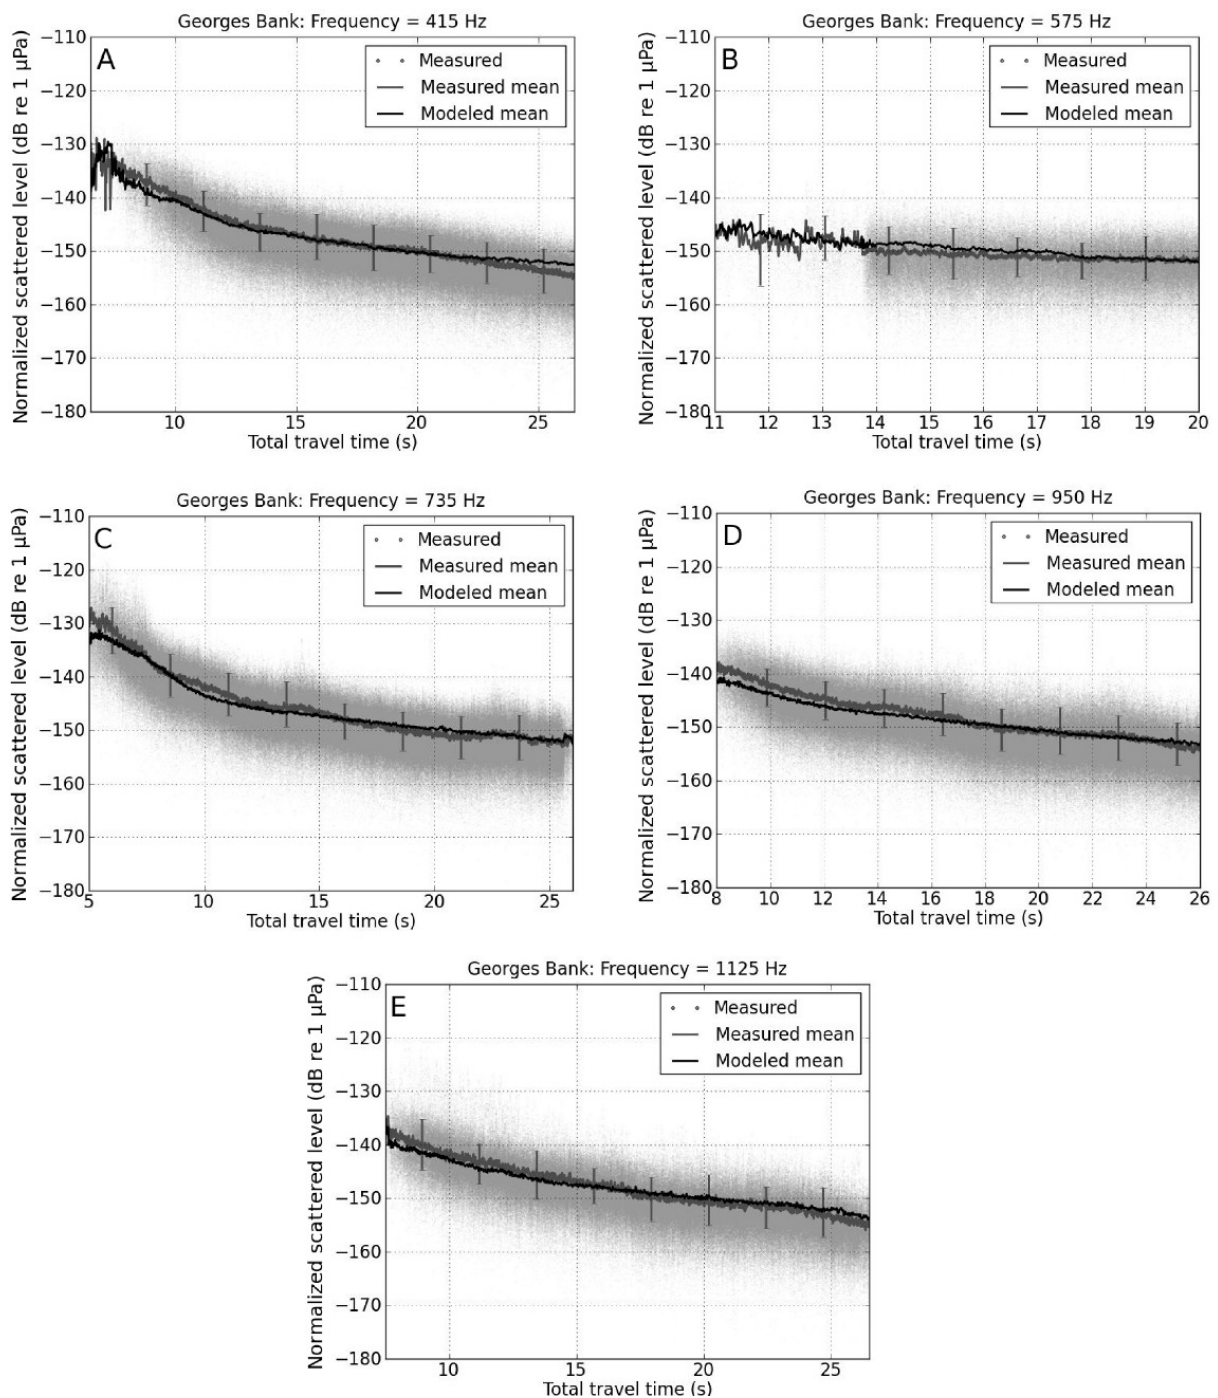 Georges Bank: Frequency = 415 Hz
A
Normalized scattered level (dB re 1 µPa)
−110
−120
−130
−140
−150
−160
−170
−180
Measured
Measured mean
Modeled mean
10 15 20 25
Total travel time (s)
Georges Bank: Frequency = 575 Hz
B
Normalized scattered level (dB re 1 µPa)
−110
−120
−130
−140
−150
−160
−170
−180
Measured
Measured mean
Modeled mean
11 12 13 14 15 16 17 18 19 20
Total travel time (s)
Georges Bank: Frequency = 735 Hz
C
Normalized scattered level (dB re 1 µPa)
−110
−120
−130
−140
−150
−160
−170
−180
Measured
Measured mean
Modeled mean
5 10 15 20 25
Total travel time (s)
Georges Bank: Frequency = 950 Hz
D
Normalized scattered level (dB re 1 µPa)
−110
−120
−130
−140
−150
−160
−170
−180
Measured
Measured mean
Modeled mean
8 10 12 14 16 18 20 22 24 26
Total travel time (s)
Georges Bank: Frequency = 1125 Hz
E
Normalized scattered level (dB re 1 µPa)
−110
−120
−130
−140
−150
−160
−170
−180
Measured
Measured mean
Modeled mean
10 15 20 25
Total travel time (s)